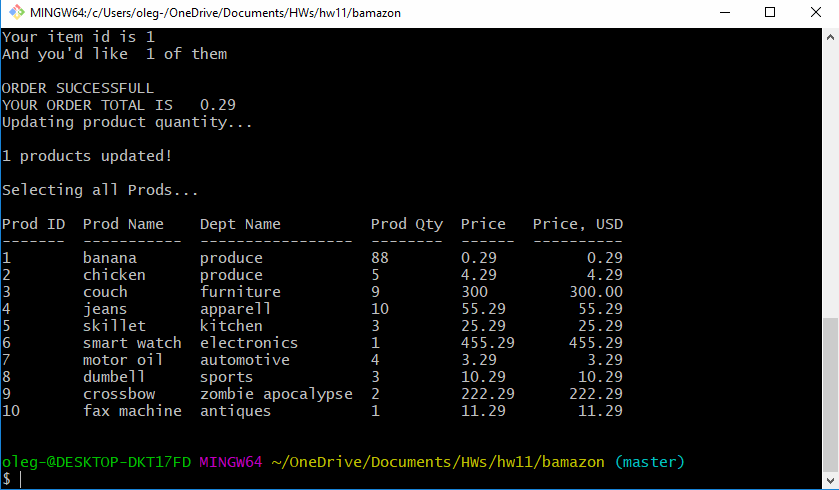 MINGW64:/c/Users/oleg-/OneDrive/Documents/HWs/hw11/bamazon
Your item id is 1
And you'd like  1 of them
ORDER SUCCESSFULL
YOUR ORDER TOTAL IS   0.29
Updating product quantity...
1 products updated!
Selecting all Prods...
Prod ID  Prod Name    Dept Name          Prod Qty  Price   Price, USD
-------  -----------  -----------------  --------  ------  ----------
1        banana       produce            88        0.29          0.29
2        chicken      produce            5         4.29          4.29
3        couch        furniture          9         300         300.00
4        jeans        apparell           10        55.29        55.29
5        skillet      kitchen            3         25.29        25.29
6        smart watch  electronics        1         455.29      455.29
7        motor oil    automotive         4         3.29          3.29
8        dumbell      sports             3         10.29        10.29
9        crossbow     zombie apocalypse  2         222.29      222.29
10       fax machine  antiques           1         11.29        11.29
oleg-@DESKTOP-DKT17FD MINGW64 ~/OneDrive/Documents/HWs/hw11/bamazon (master)
$